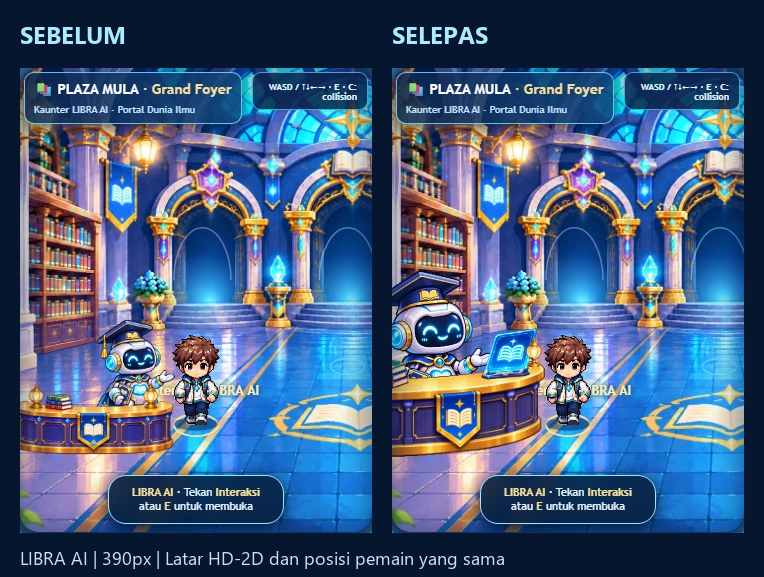 SEBELUM
SELEPAS
PLAZA MULA · Grand Foyer
Kaunter LIBRA AI · Portal Dunia Ilmu
WASD / ↑↓←→ · E · C:
collision
BRA AI
LIBRA AI · Tekan Interaksi
atau E untuk membuka
PLAZA MULA · Grand Foyer
Kaunter LIBRA AI · Portal Dunia Ilmu
WASD / ↑↓←→ · E · C:
collision
BRA AI
LIBRA AI · Tekan Interaksi
atau E untuk membuka
LIBRA AI | 390px | Latar HD-2D dan posisi pemain yang sama